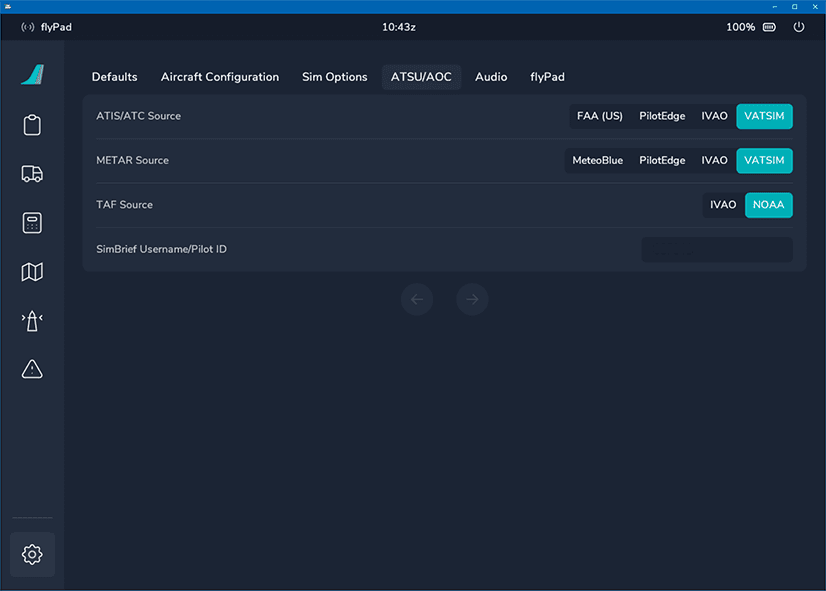 flyPad 10:43z 100%
Defaults Aircraft Configuration Sim Options ATSU/AOC Audio flyPad
ATIS/ATC Source FAA (US) PilotEdge IVAO VATSIM
METAR Source MeteoBlue PilotEdge IVAO VATSIM
TAF Source IVAO NOAA
SimBrief Username/Pilot ID